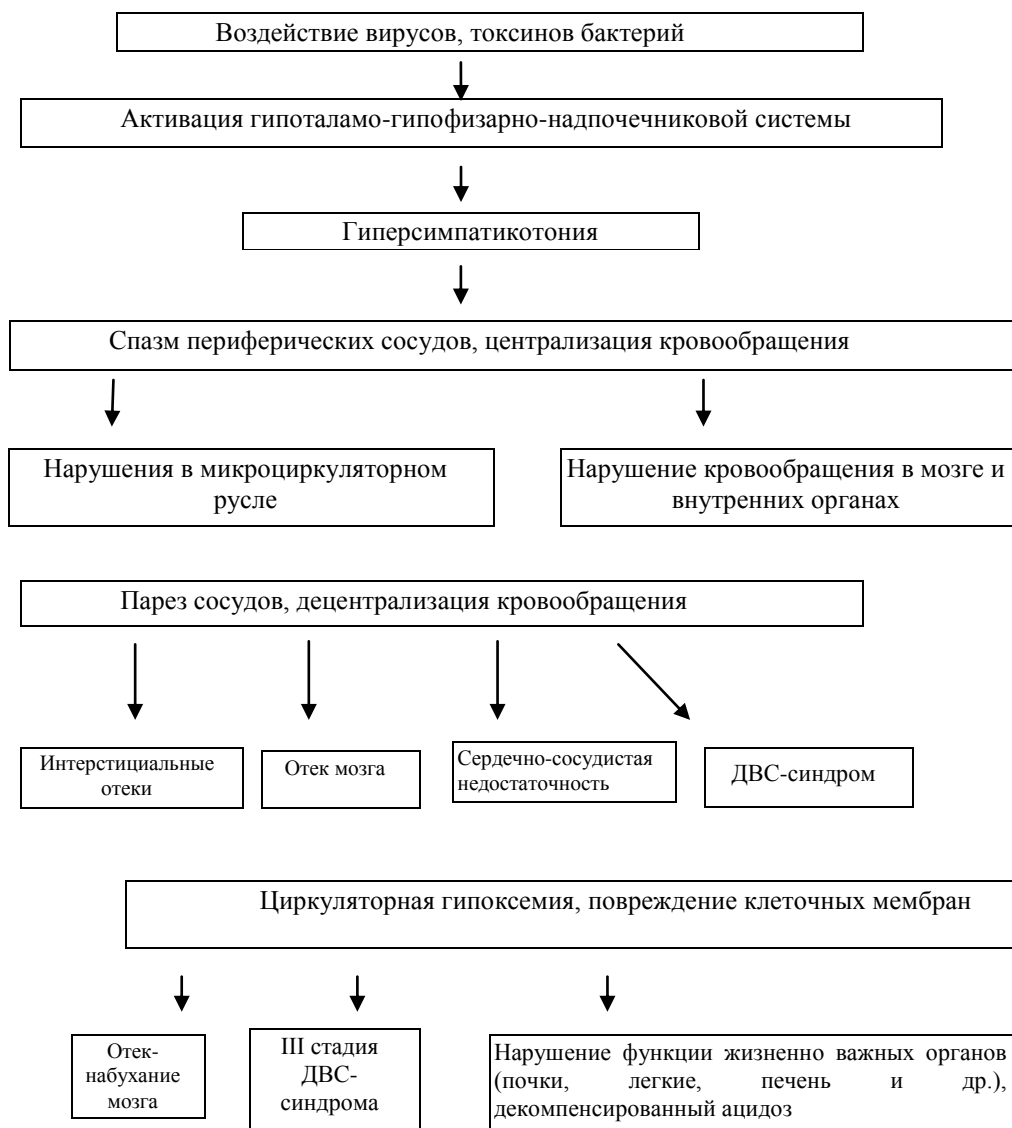 Воздействие вирусов, токсинов бактерий
Активация гипоталамо-гипофизарно-надпочечниковой системы
Гиперсимпатикотония
Спазм периферических сосудов, централизация кровообращения
Нарушения в микроциркуляторном
русле
Нарушение кровообращения в мозге и
внутренних органах
Парез сосудов, децентрализация кровообращения
Интерстициальные
отеки
Отек мозга
Сердечно-сосудистая
недостаточность
ДВС-синдром
Циркуляторная гипоксемия, повреждение клеточных мембран
Отек-
набухание
мозга
III стадия
ДВС-
синдрома
Нарушение функции жизненно важных органов
(почки, легкие, печень и др.),
декомпенсированный ацидоз